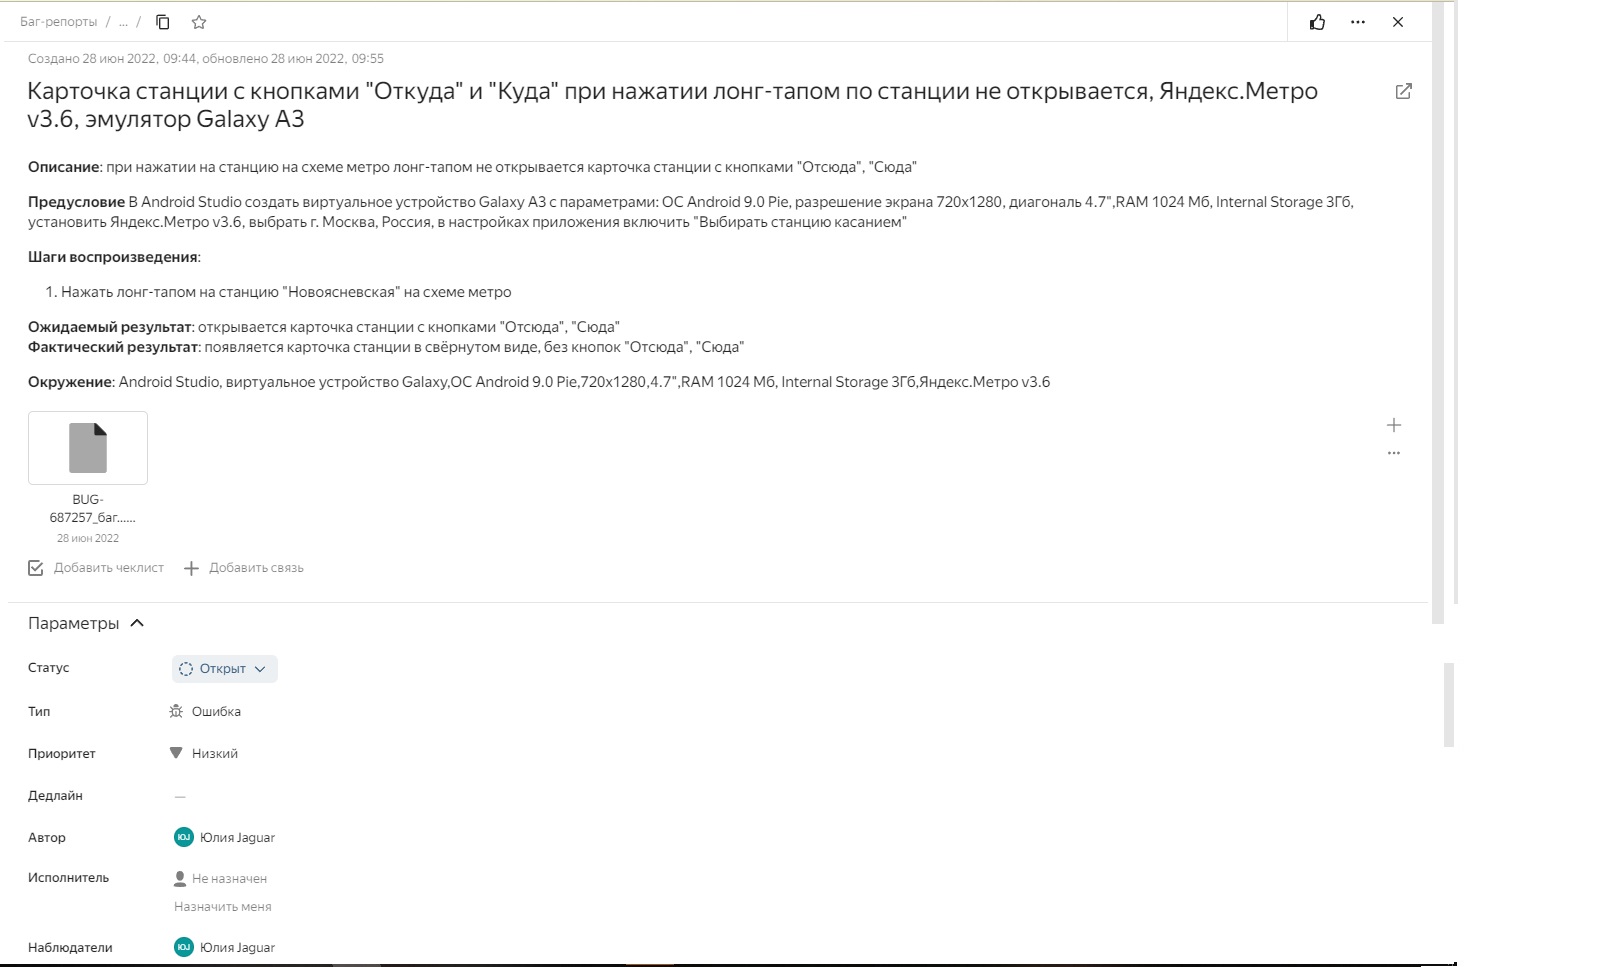 Баг-репорты / ... /
Создано 28 июн 2022, 09:44, обновлено 28 июн 2022, 09:55
Карточка станции с кнопками "Откуда" и "Куда" при нажатии лонг-тапом по станции не открывается, Яндекс.Метро
v3.6, эмулятор Galaxy A3
Описание: при нажатии на станцию на схеме метро лонг-тапом не открывается карточка станции с кнопками "Отсюда", "Сюда"
Предусловие В Android Studio создать виртуальное устройство Galaxy A3 с параметрами: ОС Android 9.0 Pie, разрешение экрана 720x1280, диагональ 4.7",RAM 1024 Мб, Internal Storage 3Гб,
установить Яндекс.Метро v3.6, выбрать г. Москва, Россия, в настройках приложения включить "Выбирать станцию касанием"
Шаги воспроизведения:
1. Нажать лонг-тапом на станцию "Новоясневская" на схеме метро
Ожидаемый результат: открывается карточка станции с кнопками "Отсюда", "Сюда"
Фактический результат: появляется карточка станции в свёрнутом виде, без кнопок "Отсюда", "Сюда"
Окружение: Android Studio, виртуальное устройство Galaxy,ОС Android 9.0 Pie,720x1280,4.7",RAM 1024 Мб, Internal Storage 3Гб,Яндекс.Метро v3.6
BUG-
687257_баг......
28 июн 2022
Добавить чеклист Добавить связь
Параметры
Статус Открыт
Тип Ошибка
Приоритет Низкий
Дедлайн —
Автор ЮJ Юлия Jaguar
Исполнитель Не назначен
Назначить меня
Наблюдатели ЮJ Юлия Jaguar